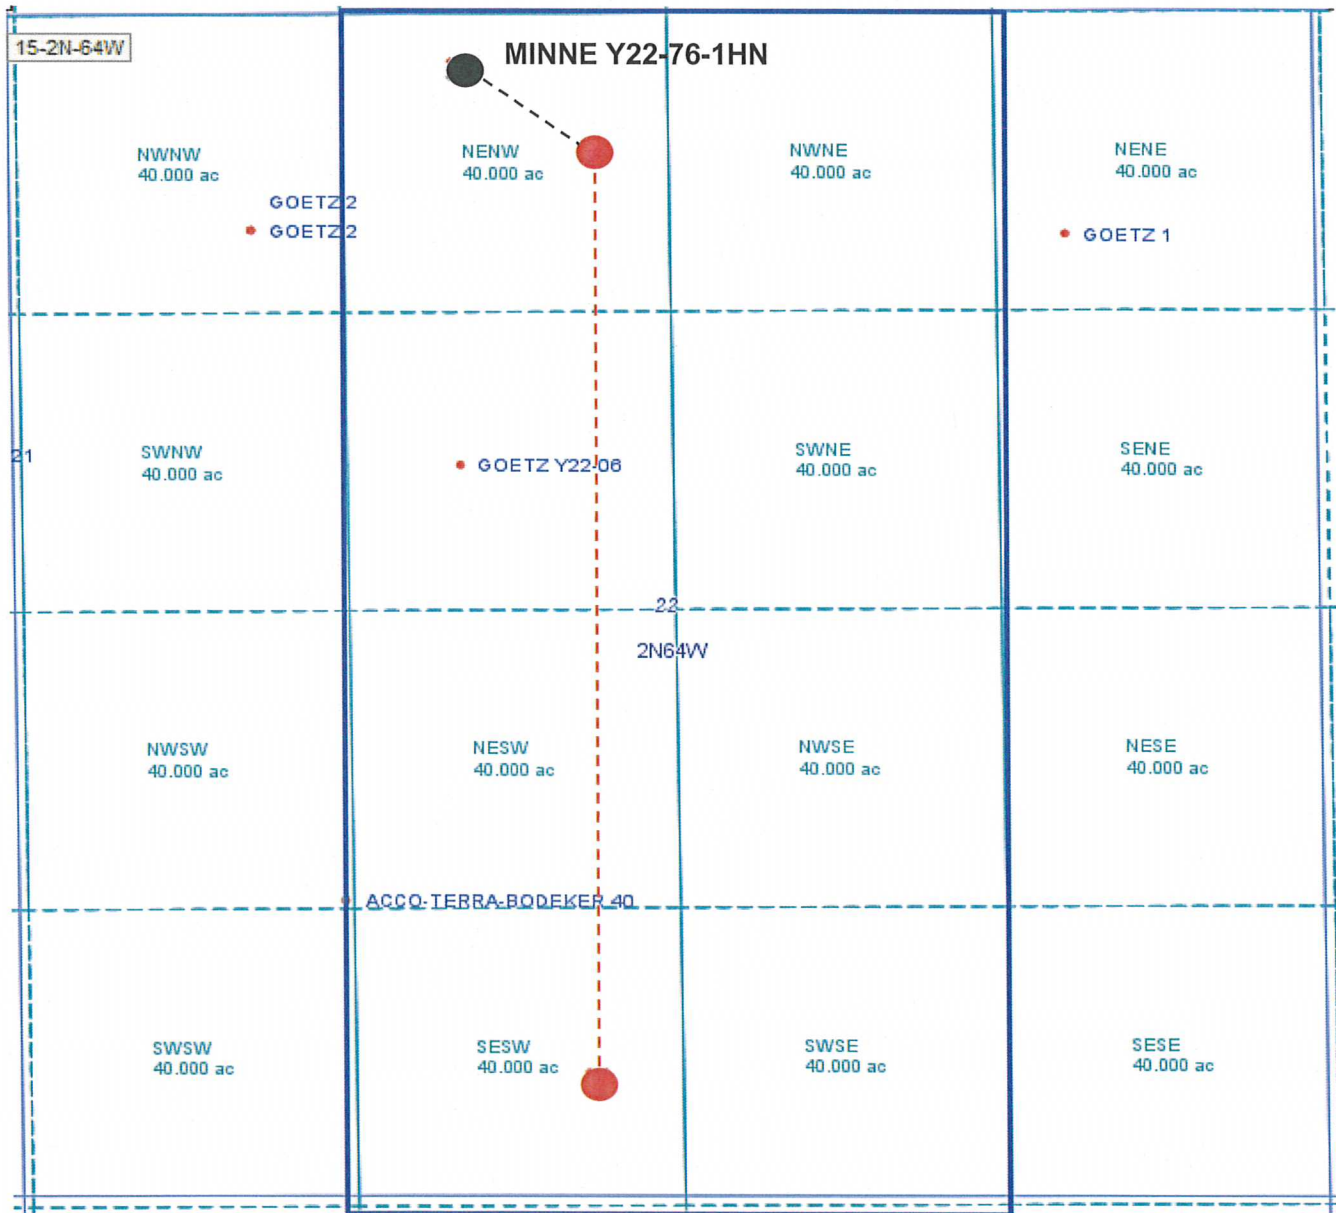 15-2N-64W
MINNE Y22-76-1HN
NWNW
40.000 ac
NENW
40.000 ac
NWNE
40.000 ac
NENE
40.000 ac
GOETZ 2
GOETZ 2
GOETZ 1
21
SWNW
40.000 ac
GOETZ Y22-06
SWNE
40.000 ac
SENE
40.000 ac
22
2N64W
NWSW
40.000 ac
NESW
40.000 ac
NWSE
40.000 ac
NESE
40.000 ac
ACCO-TERRA-BODEKER 40
SWSW
40.000 ac
SESW
40.000 ac
SWSE
40.000 ac
SESE
40.000 ac